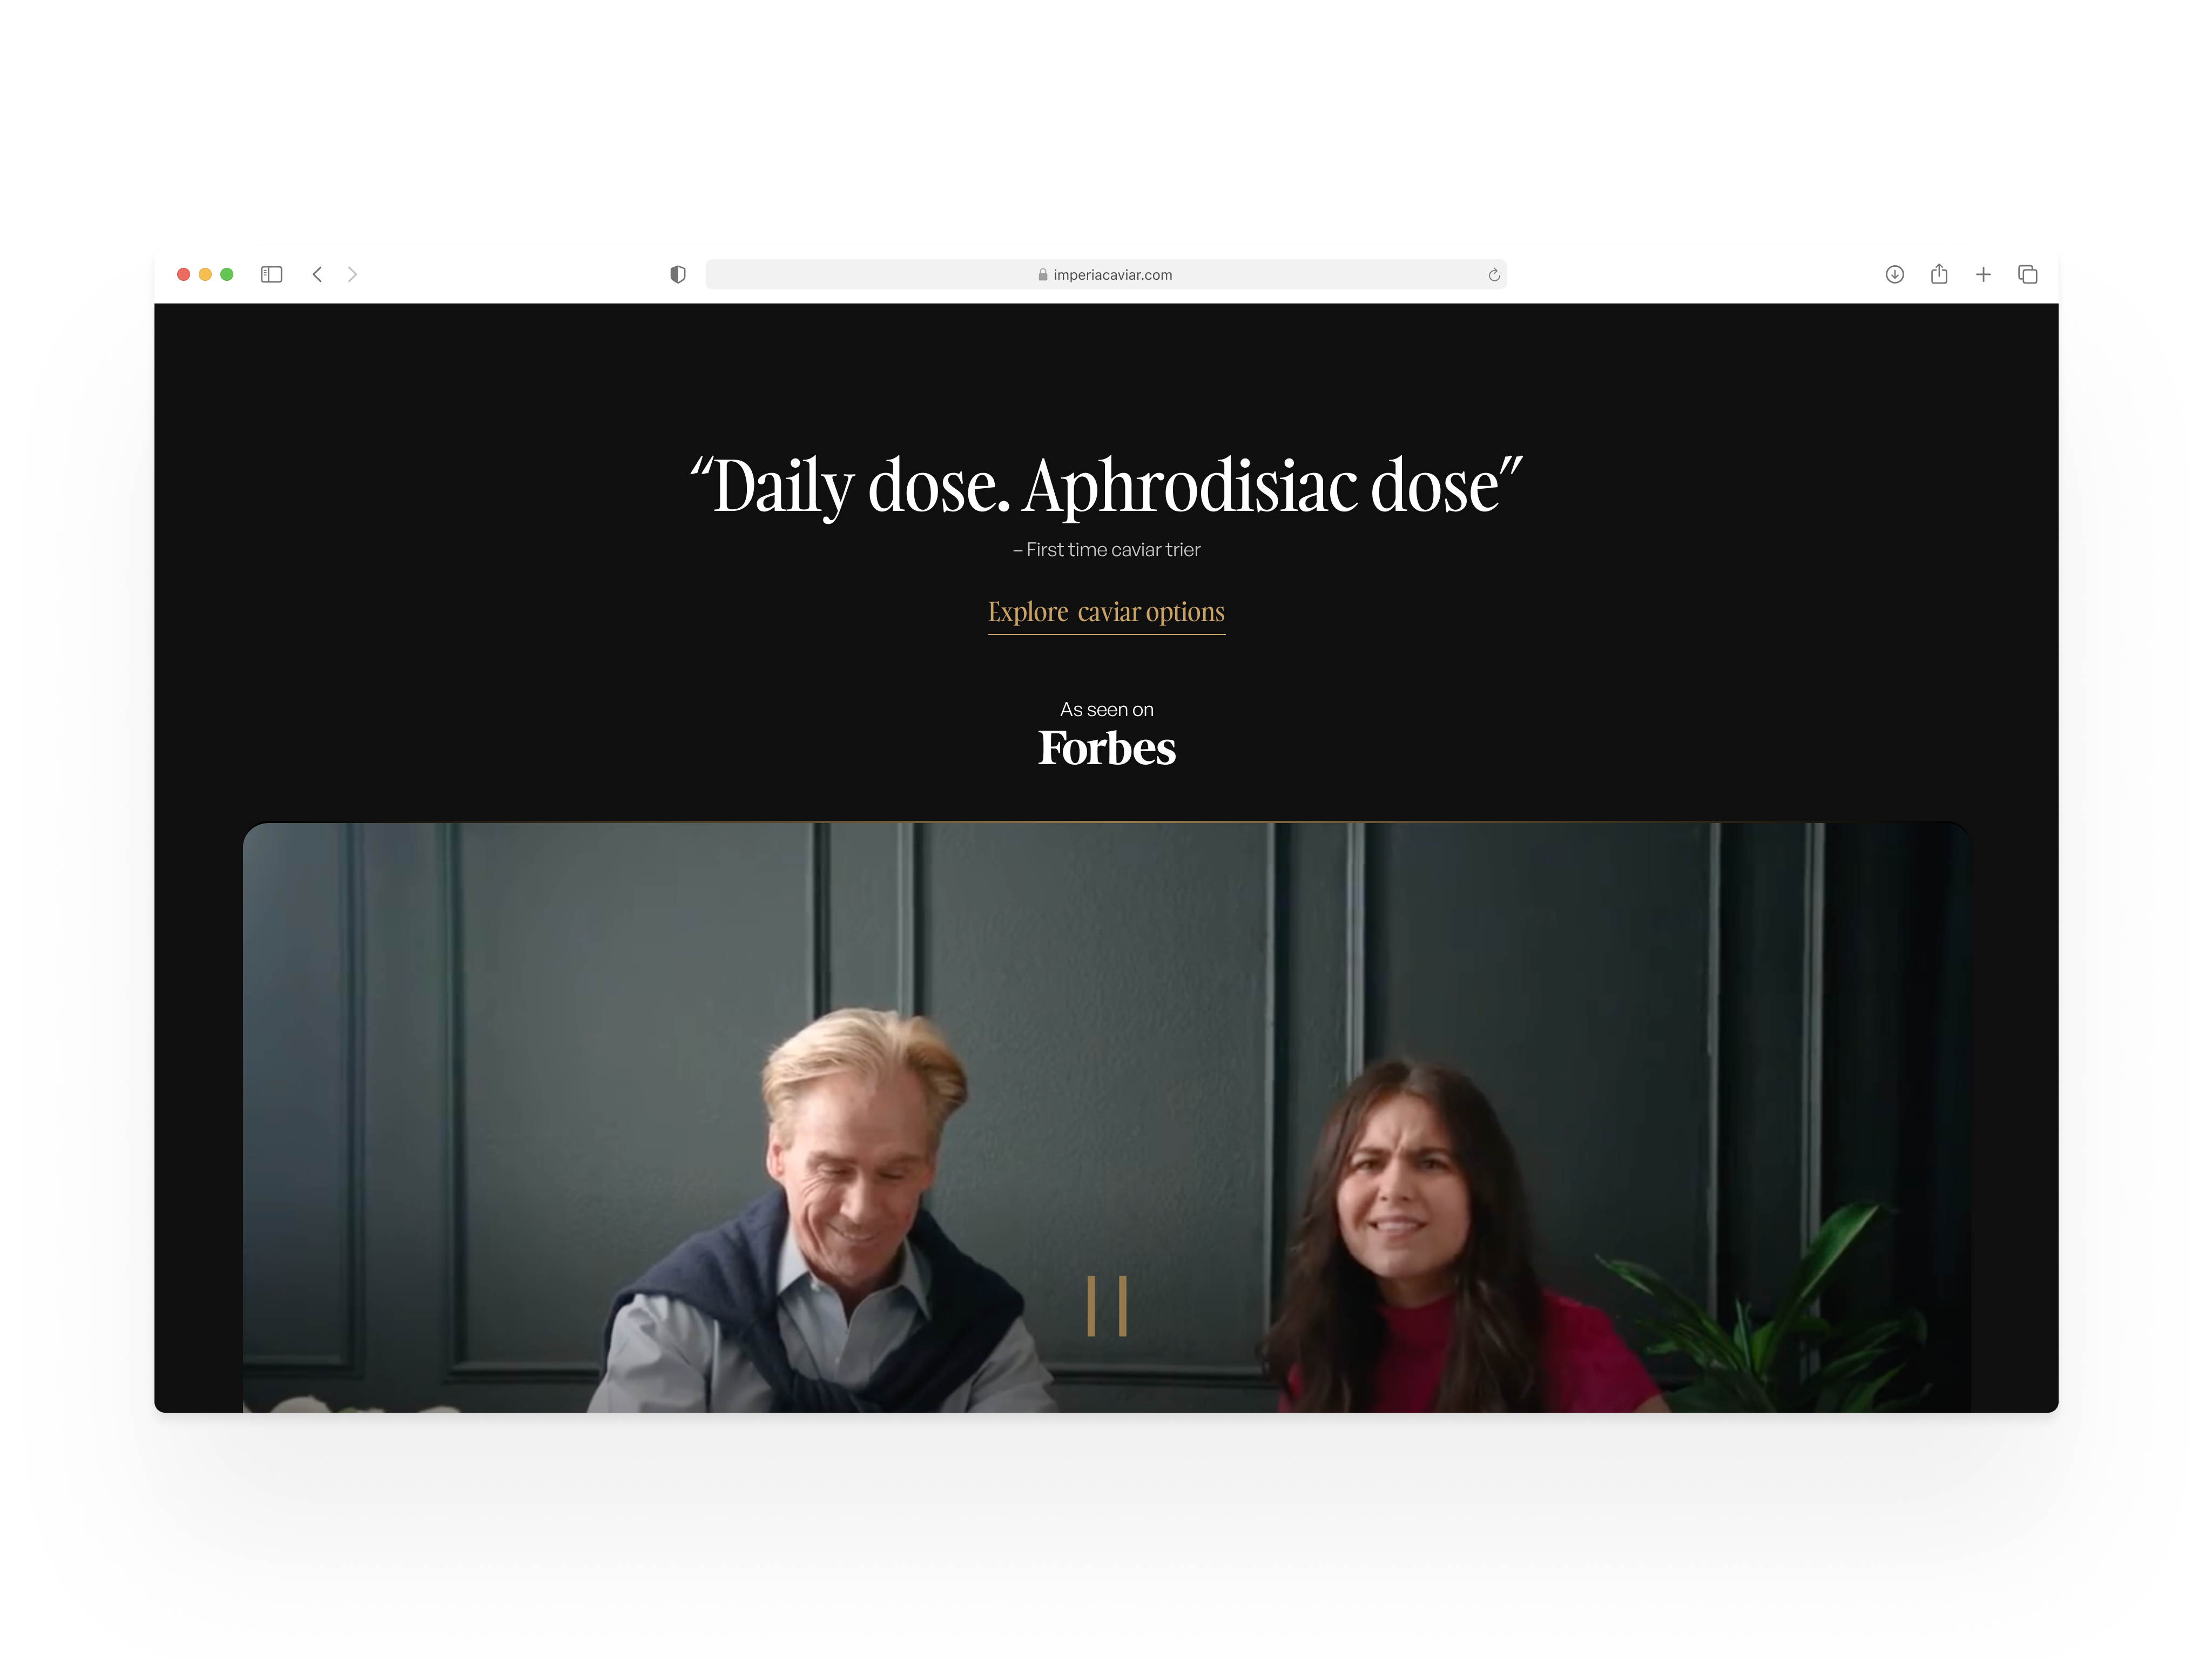 imperiacaviar.com
“Daily dose. Aphrodisiac dose”
– First time caviar trier
Explore caviar options
As seen on
Forbes